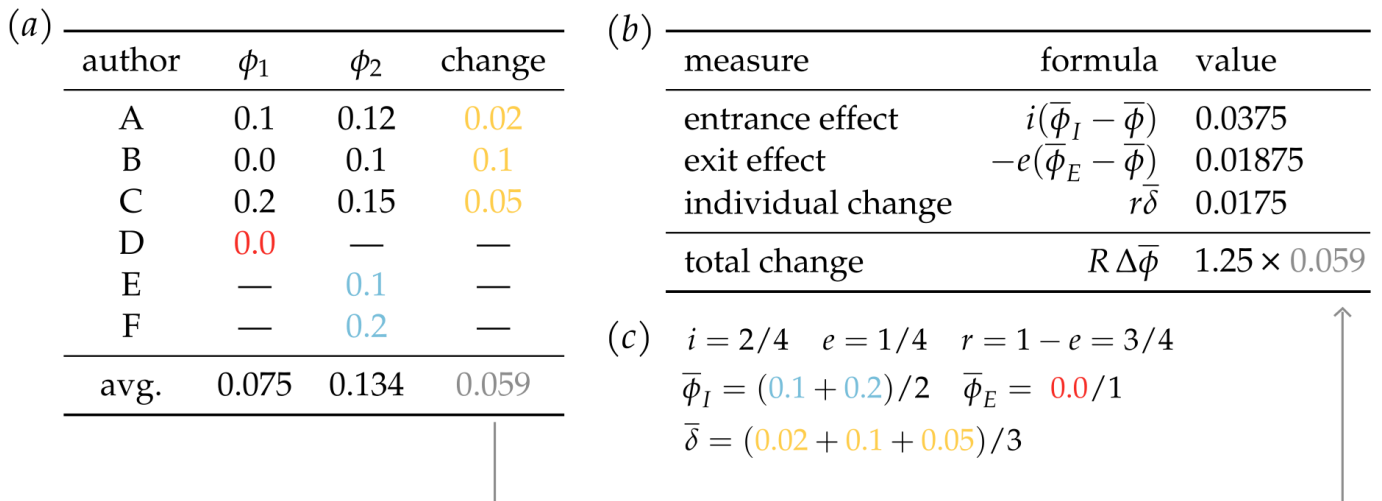 (a)
author ϕ₁ ϕ₂ change
A 0.1 0.12 0.02
B 0.0 0.1 0.1
C 0.2 0.15 0.05
D 0.0 — —
E — 0.1 —
F — 0.2 —
avg. 0.075 0.134 0.059
(b)
measure formula value
entrance effect i(ϕ̅_I − ϕ̅) 0.0375
exit effect −e(ϕ̅_E − ϕ̅) 0.01875
individual change rδ̅ 0.0175
total change R Δϕ̅ 1.25 × 0.059
(c) i = 2/4 e = 1/4 r = 1 − e = 3/4
ϕ̅_I = (0.1 + 0.2)/2 ϕ̅_E = 0.0/1
δ̅ = (0.02 + 0.1 + 0.05)/3